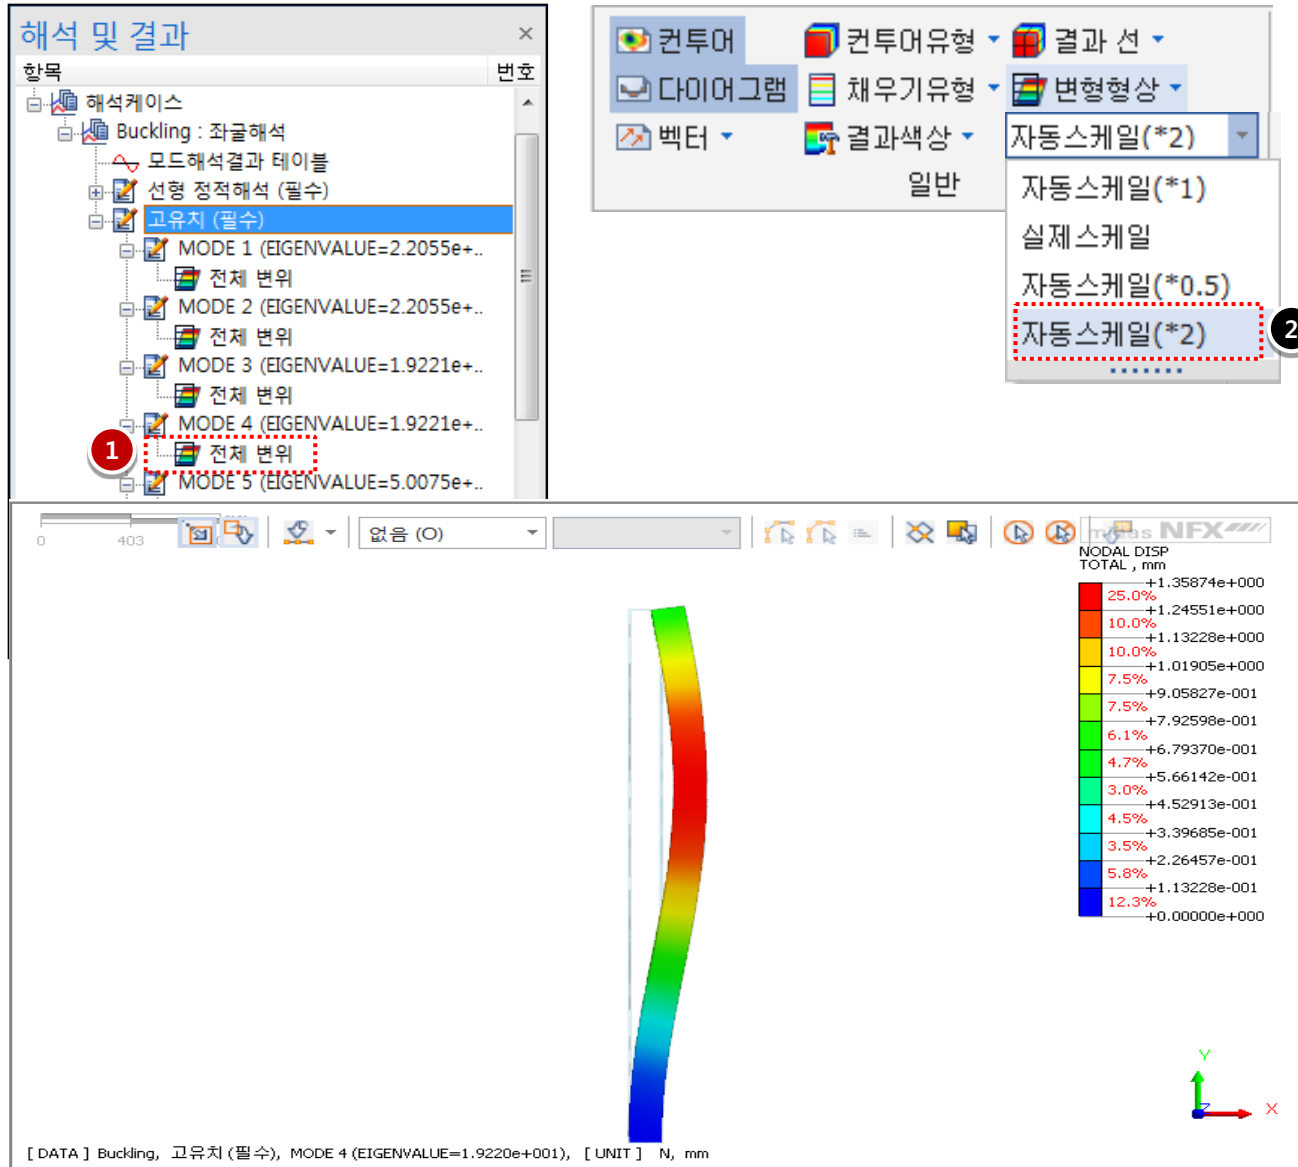 해석 및 결과 ×
항목 번호
해석케이스
Buckling : 좌굴해석
모드해석결과 테이블
선형 정적해석 (필수)
고유치 (필수)
MODE 1 (EIGENVALUE=2.2055e+..
전체 변위
MODE 2 (EIGENVALUE=2.2055e+..
전체 변위
MODE 3 (EIGENVALUE=1.9221e+..
전체 변위
MODE 4 (EIGENVALUE=1.9221e+..
1
전체 변위
MODE 5 (EIGENVALUE=5.0075e+..
컨투어 컨투어유형 결과 선
다이어그램 채우기유형 변형형상
벡터 결과색상 자동스케일(*2)
일반
자동스케일(*1)
실제스케일
자동스케일(*0.5)
자동스케일(*2)
2
0 403
없음 (O)
NFX
NODAL DISP
TOTAL , mm
+1.35874e+000
25.0%
+1.24551e+000
10.0%
+1.13228e+000
10.0%
+1.01905e+000
7.5%
+9.05827e-001
7.5%
+7.92598e-001
6.1%
+6.79370e-001
4.7%
+5.66142e-001
3.0%
+4.52913e-001
4.5%
+3.39685e-001
3.5%
+2.26457e-001
5.8%
+1.13228e-001
12.3%
+0.00000e+000
Y
Z
X
[ DATA ] Buckling, 고유치 (필수), MODE 4 (EIGENVALUE=1.9220e+001), [ UNIT ] N, mm